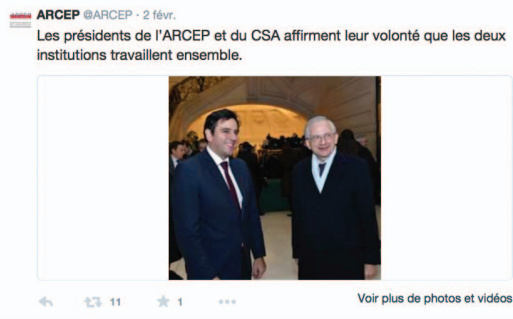 ARCEP @ARCEP · 2 févr.
Les présidents de l'ARCEP et du CSA affirment leur volonté que les deux
institutions travaillent ensemble.
11 1 Voir plus de photos et vidéos